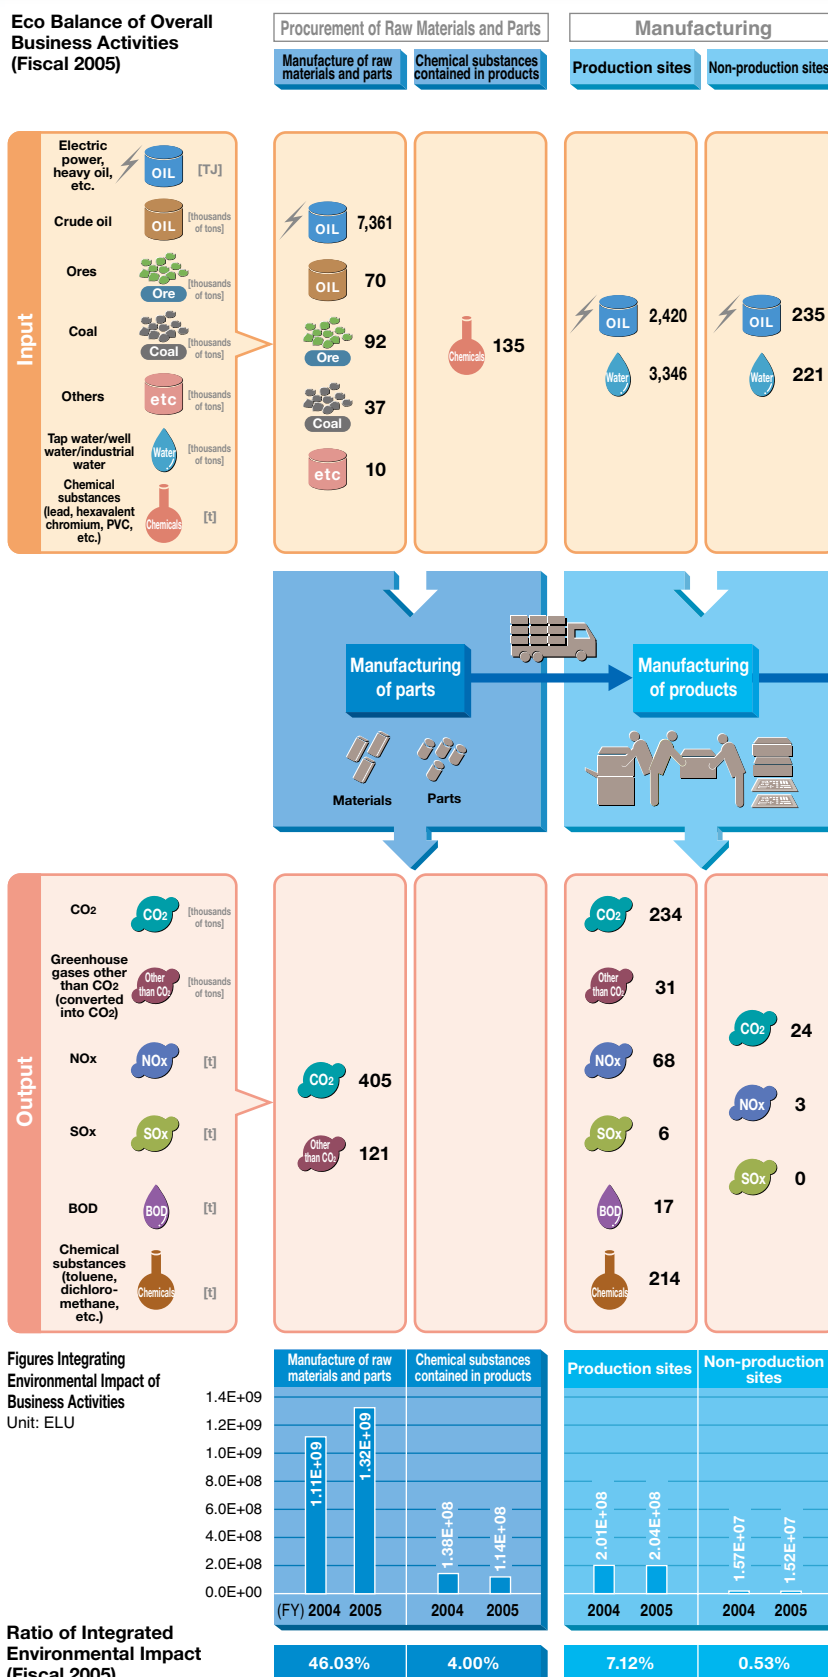 Eco Balance of Overall
Business Activities
(Fiscal 2005)
Procurement of Raw Materials and Parts
Manufacturing
Manufacture of raw
materials and parts
Chemical substances
contained in products
Production sites
Non-production sites
Input
Electric
power,
heavy oil,
etc.
OIL
[TJ]
Crude oil
OIL
[thousands
of tons]
Ores
Ore
[thousands
of tons]
Coal
Coal
[thousands
of tons]
Others
etc
[thousands
of tons]
Tap water/well
water/industrial
water
Water
[thousands
of tons]
Chemical
substances
(lead, hexavalent
chromium, PVC,
etc.)
Chemicals
[t]
OIL 7,361
OIL 70
Ore 92
Coal 37
etc 10
Chemicals 135
OIL 2,420
Water 3,346
OIL 235
Water 221
Manufacturing
of parts
Materials
Parts
Manufacturing
of products
Output
CO2
CO2
[thousands
of tons]
Greenhouse
gases other
than CO2
(converted
into CO2)
Other
than CO2
[thousands
of tons]
NOx
NOx
[t]
SOx
SOx
[t]
BOD
BOD
[t]
Chemical
substances
(toluene,
dichloro-
methane,
etc.)
Chemicals
[t]
CO2 405
Other
than CO2
121
CO2 234
Other
than CO2
31
NOx 68
SOx 6
BOD 17
Chemicals 214
CO2 24
NOx 3
SOx 0
Figures Integrating
Environmental Impact of
Business Activities
Unit: ELU
Manufacture of raw
materials and parts
Chemical substances
contained in products
Production sites
Non-production
sites
1.4E+09
1.2E+09
1.0E+09
8.0E+08
6.0E+08
4.0E+08
2.0E+08
0.0E+00
1.11E+09
1.32E+09
1.38E+08
1.14E+08
2.01E+08
2.04E+08
1.57E+07
1.52E+07
(FY) 2004 2005
2004 2005
2004 2005
2004 2005
Ratio of Integrated
Environmental Impact
(Fiscal 2005)
46.03%
4.00%
7.12%
0.53%